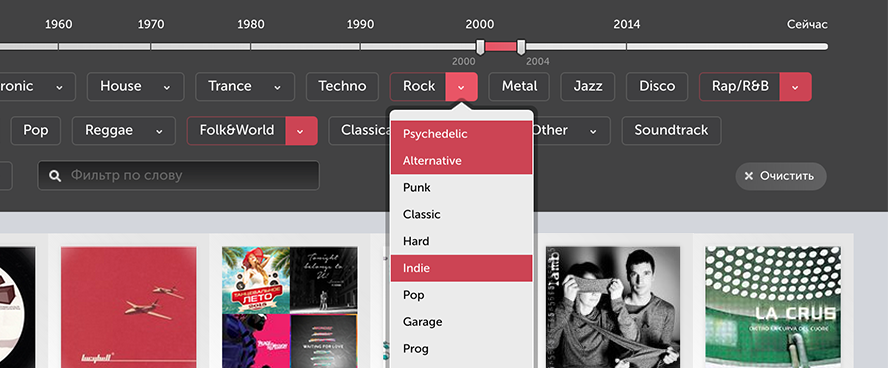 1960 1970 1980 1990 2000 2014 Сейчас
2000 2004
ronic House Trance Techno Rock Metal Jazz Disco Rap/R&B
Pop Reggae Folk&World Classica Other Soundtrack
Psychedelic
Alternative
Фильтр по слову
Очистить
Punk
Classic
Hard
Indie
Pop
Garage
Prog
ТАНЦЕВАЛЬНОЕ
ЛЕТО
2015
Tonight
belongs to
It
WAITING FOR LOVE
lamb
LA CRUS
DIETRO LA CURVA DEL CUORE